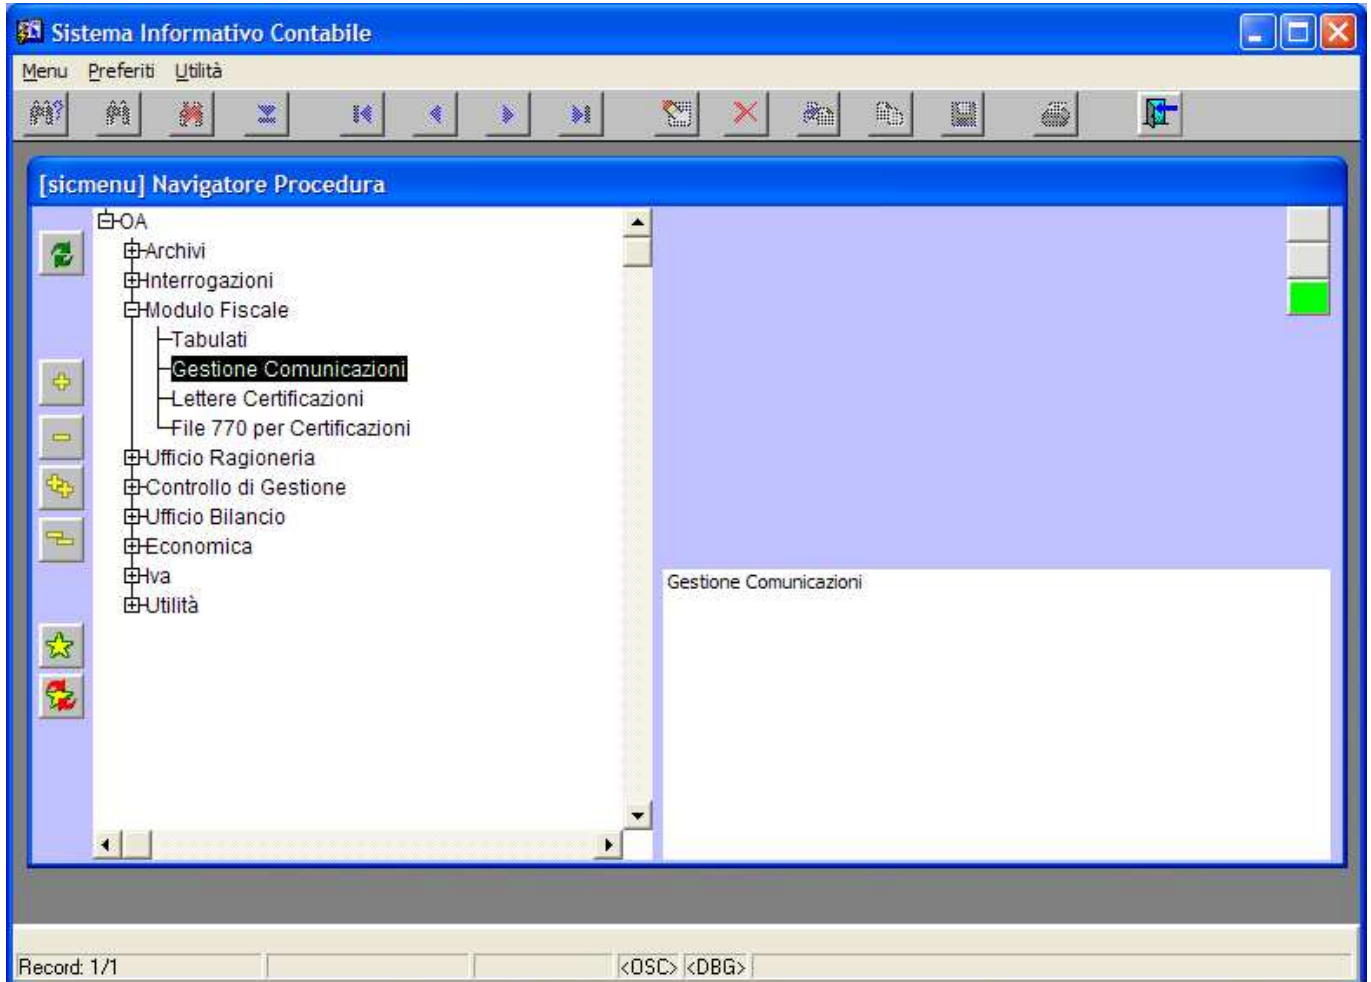 Sistema Informativo Contabile
Menu Preferiti Utilità
[sicmenu] Navigatore Procedura
OA
Archivi
Interrogazioni
Modulo Fiscale
Tabulati
Gestione Comunicazioni
Lettere Certificazioni
File 770 per Certificazioni
Ufficio Ragioneria
Controllo di Gestione
Ufficio Bilancio
Economica
Iva
Utilità
Gestione Comunicazioni
Record: 1/1 <OSC> <DBG>